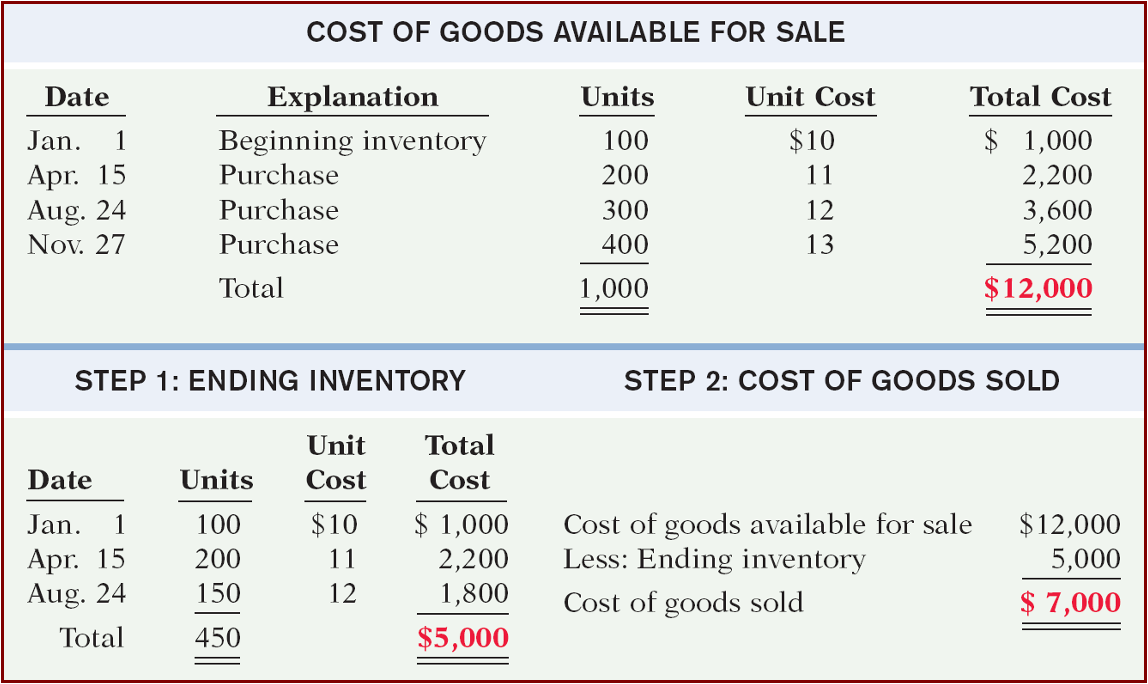 COST OF GOODS AVAILABLE FOR SALE
Date Explanation Units Unit Cost Total Cost
Jan. 1 Beginning inventory 100 $10 $ 1,000
Apr. 15 Purchase 200 11 2,200
Aug. 24 Purchase 300 12 3,600
Nov. 27 Purchase 400 13 5,200
Total 1,000 $12,000
STEP 1: ENDING INVENTORY
Unit Total
Date Units Cost Cost
Jan. 1 100 $10 $ 1,000
Apr. 15 200 11 2,200
Aug. 24 150 12 1,800
Total 450 $5,000
STEP 2: COST OF GOODS SOLD
Cost of goods available for sale $12,000
Less: Ending inventory 5,000
Cost of goods sold $ 7,000